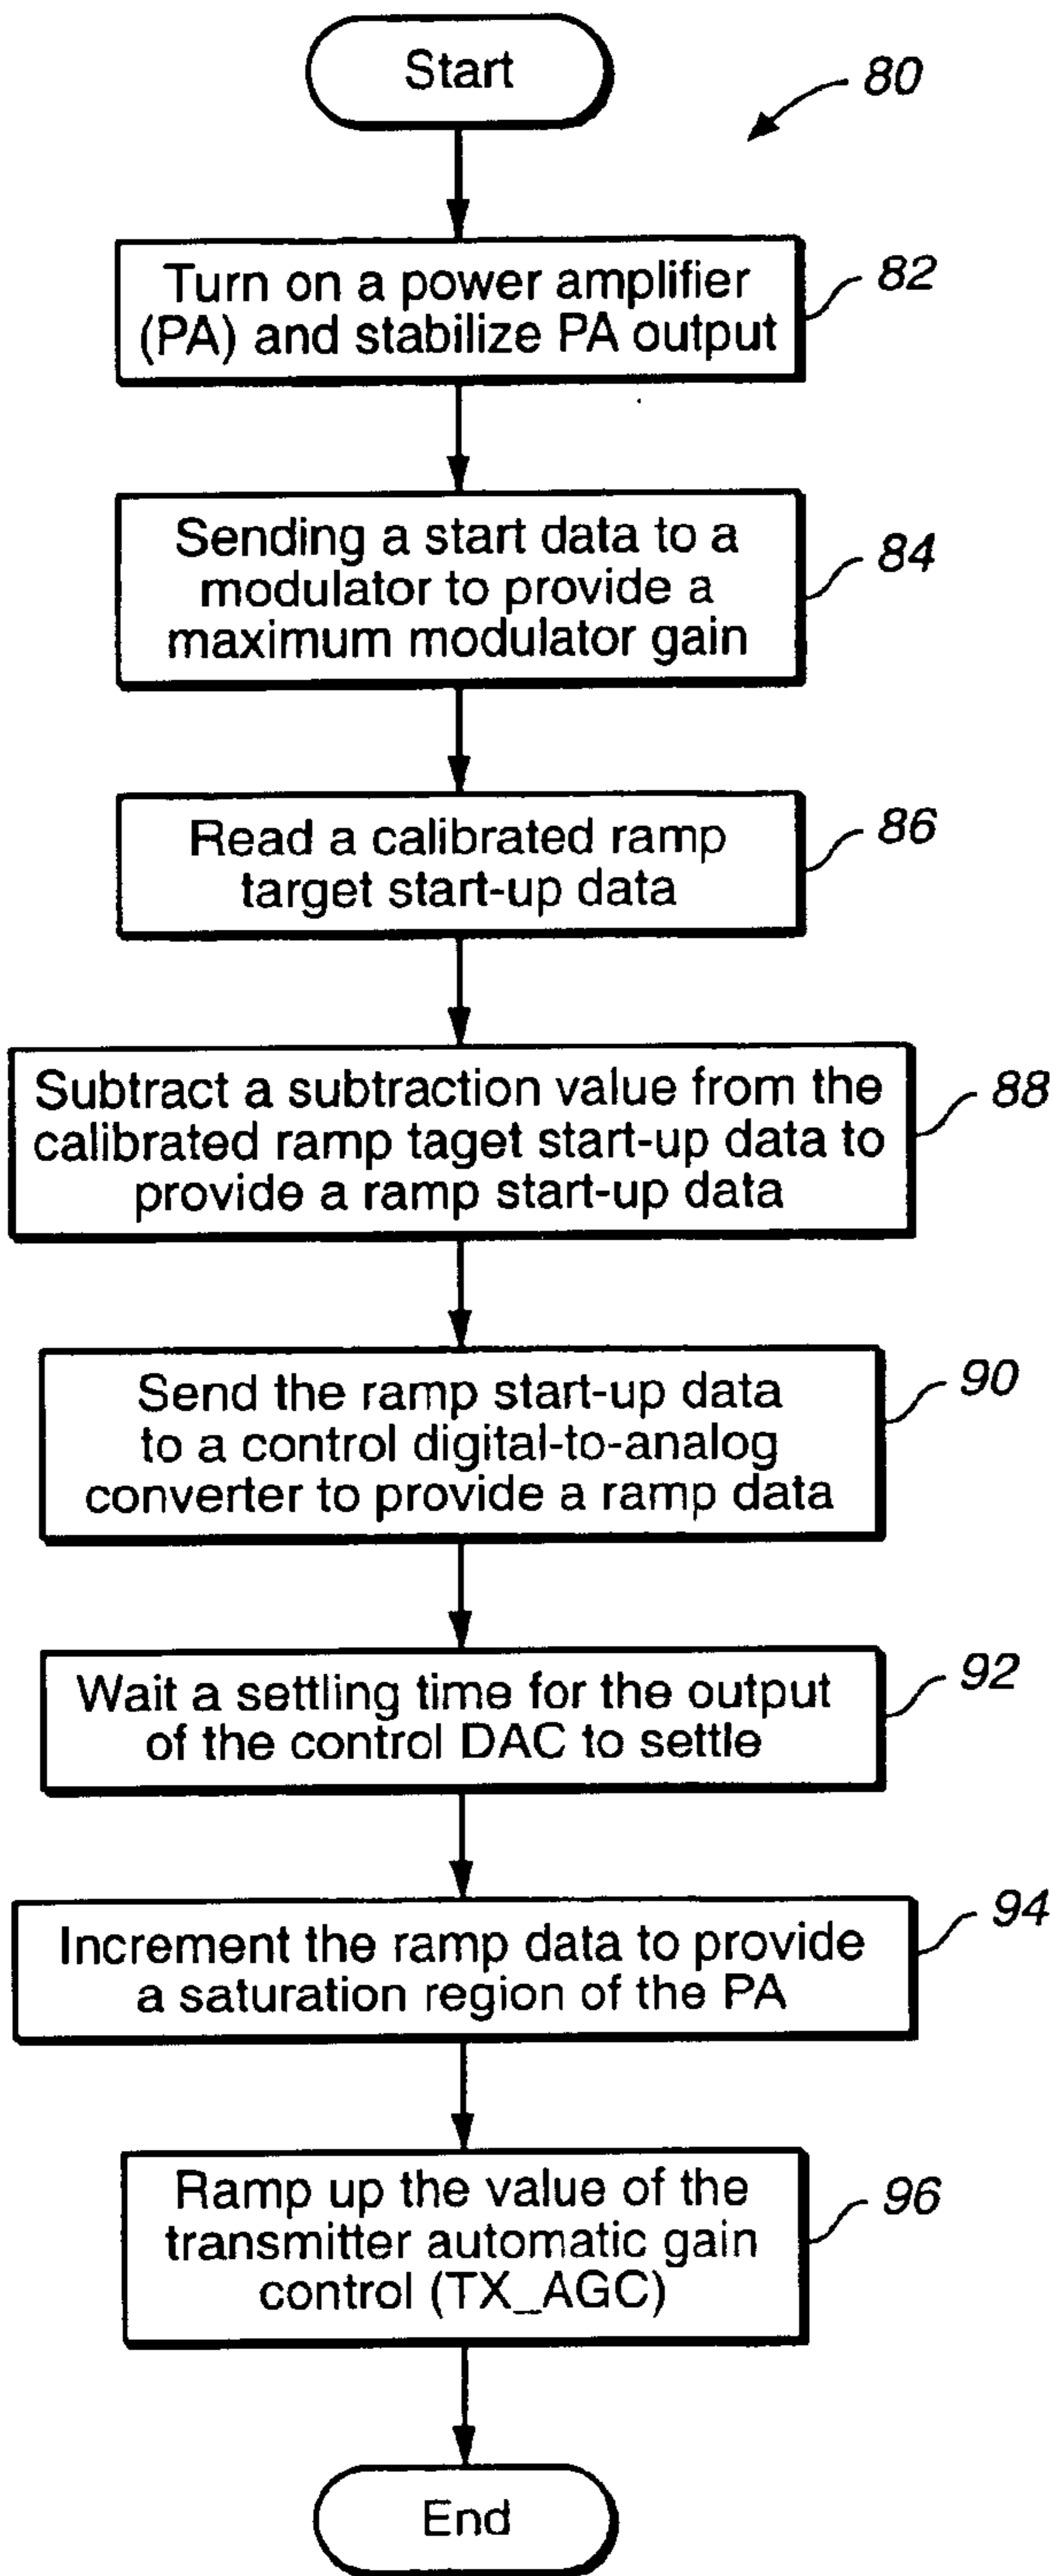 Start
80
Turn on a power amplifier
(PA) and stabilize PA output
82
Sending a start data to a
modulator to provide a
maximum modulator gain
84
Read a calibrated ramp
target start-up data
86
Subtract a subtraction value from the
calibrated ramp taget start-up data to
provide a ramp start-up data
88
Send the ramp start-up data
to a control digital-to-analog
converter to provide a ramp data
90
Wait a settling time for the output
of the control DAC to settle
92
Increment the ramp data to provide
a saturation region of the PA
94
Ramp up the value of the
transmitter automatic gain
control (TX_AGC)
96
End